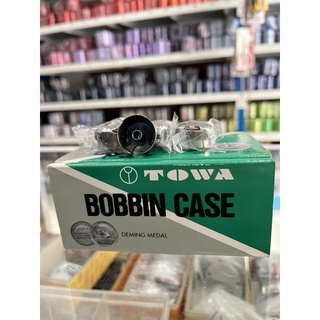 TOWA
BOBBIN CASE
DEMING MEDAL